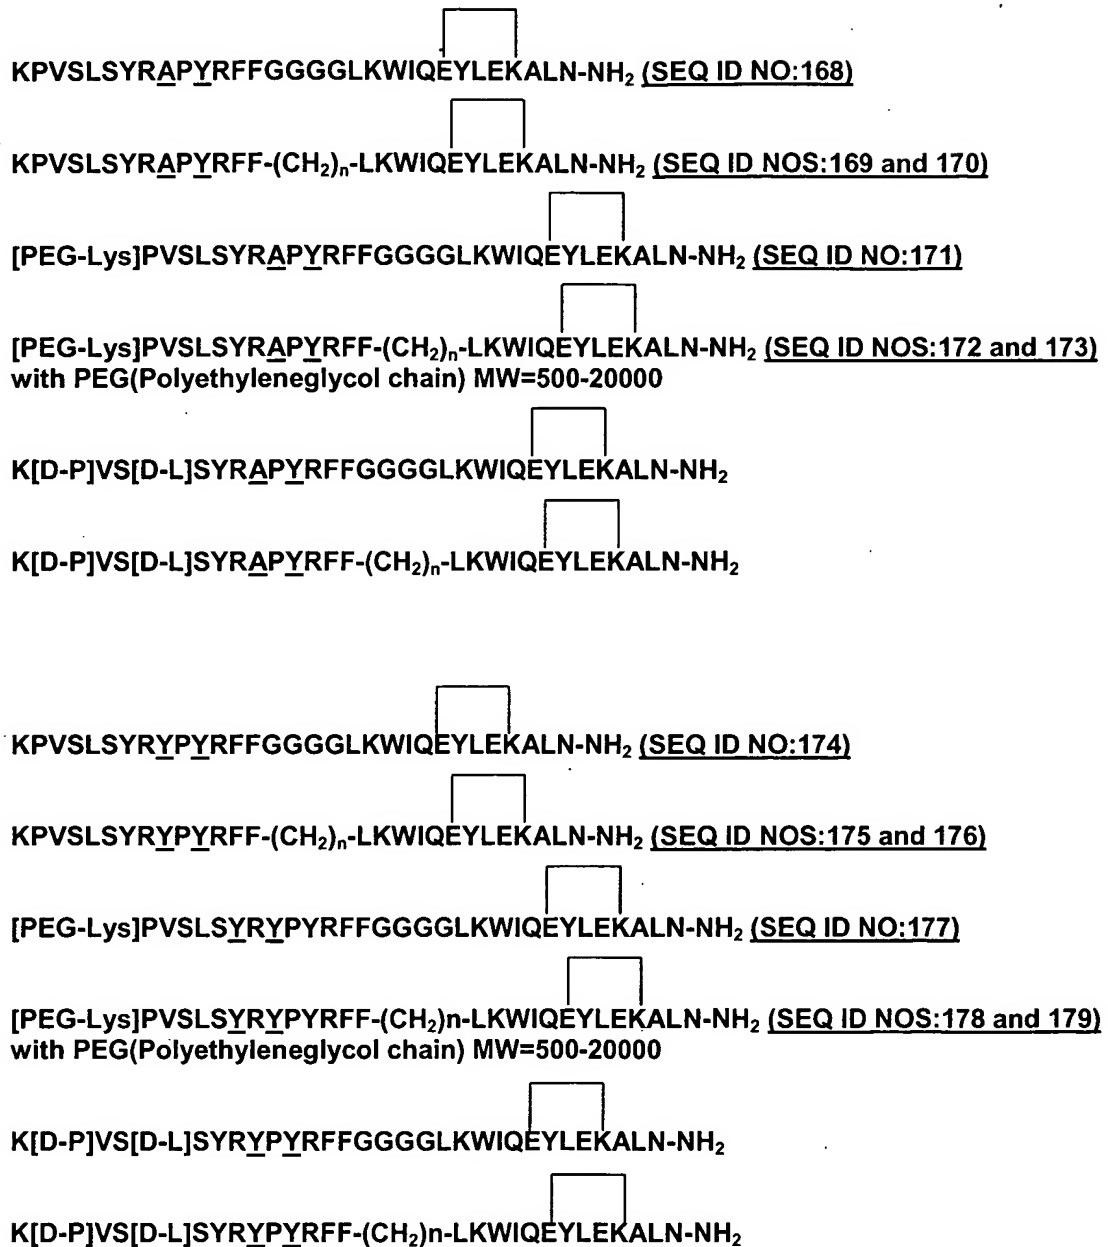 KPVSLSYRAPYRFFGGGGLKWIQEYLEKALN-NH₂ (SEQ ID NO:168)
KPVSLSYRAPYRFF-(CH₂)ₙ-LKWIQEYLEKALN-NH₂ (SEQ ID NOS:169 and 170)
[PEG-Lys]PVSLSYRAPYRFFGGGGLKWIQEYLEKALN-NH₂ (SEQ ID NO:171)
[PEG-Lys]PVSLSYRAPYRFF-(CH₂)ₙ-LKWIQEYLEKALN-NH₂ (SEQ ID NOS:172 and 173)
with PEG(Polyethyleneglycol chain) MW=500-20000
K[D-P]VS[D-L]SYRAPYRFFGGGGLKWIQEYLEKALN-NH₂
K[D-P]VS[D-L]SYRAPYRFF-(CH₂)ₙ-LKWIQEYLEKALN-NH₂
KPVSLSYRYPYRFFGGGGLKWIQEYLEKALN-NH₂ (SEQ ID NO:174)
KPVSLSYRYPYRFF-(CH₂)ₙ-LKWIQEYLEKALN-NH₂ (SEQ ID NOS:175 and 176)
[PEG-Lys]PVSLSYRYPYRFFGGGGLKWIQEYLEKALN-NH₂ (SEQ ID NO:177)
[PEG-Lys]PVSLSYRYPYRFF-(CH₂)n-LKWIQEYLEKALN-NH₂ (SEQ ID NOS:178 and 179)
with PEG(Polyethyleneglycol chain) MW=500-20000
K[D-P]VS[D-L]SYRYPYRFFGGGGLKWIQEYLEKALN-NH₂
K[D-P]VS[D-L]SYRYPYRFF-(CH₂)n-LKWIQEYLEKALN-NH₂